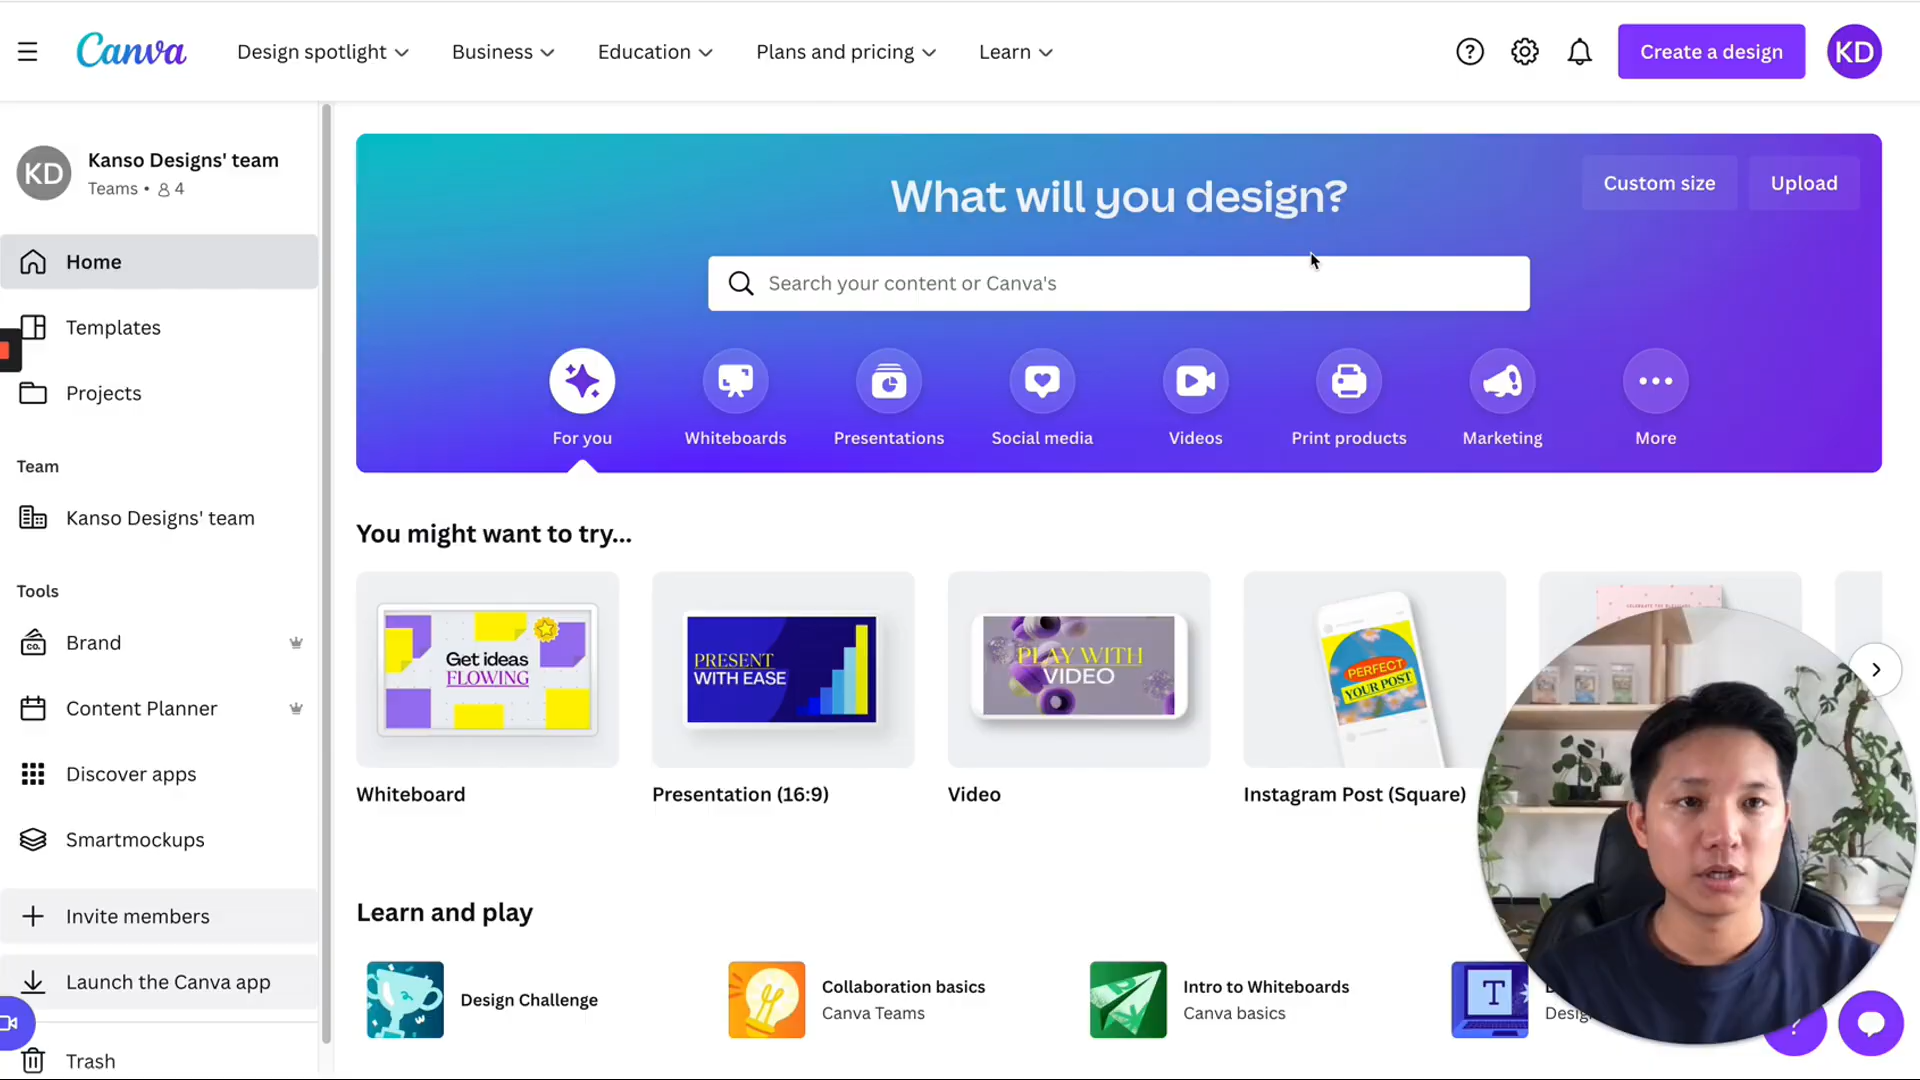 Canva
Design spotlight
Business
Education
Plans and pricing
Learn
Create a design
KD
KD
Kanso Designs' team
Teams • 4
Home
Templates
Projects
Team
Kanso Designs' team
Tools
CO.
Brand
Content Planner
Discover apps
Smartmockups
Invite members
Launch the Canva app
Trash
What will you design?
Custom size
Upload
Search your content or Canva's
For you
Whiteboards
Presentations
Social media
Videos
Print products
Marketing
More
You might want to try...
Get ideas
FLOWING
Whiteboard
PRESENT
WITH EASE
Presentation (16:9)
PLAY WITH
VIDEO
Video
PERFECT
YOUR POST
Instagram Post (Square)
Learn and play
Design Challenge
Collaboration basics
Canva Teams
Intro to Whiteboards
Canva basics
T